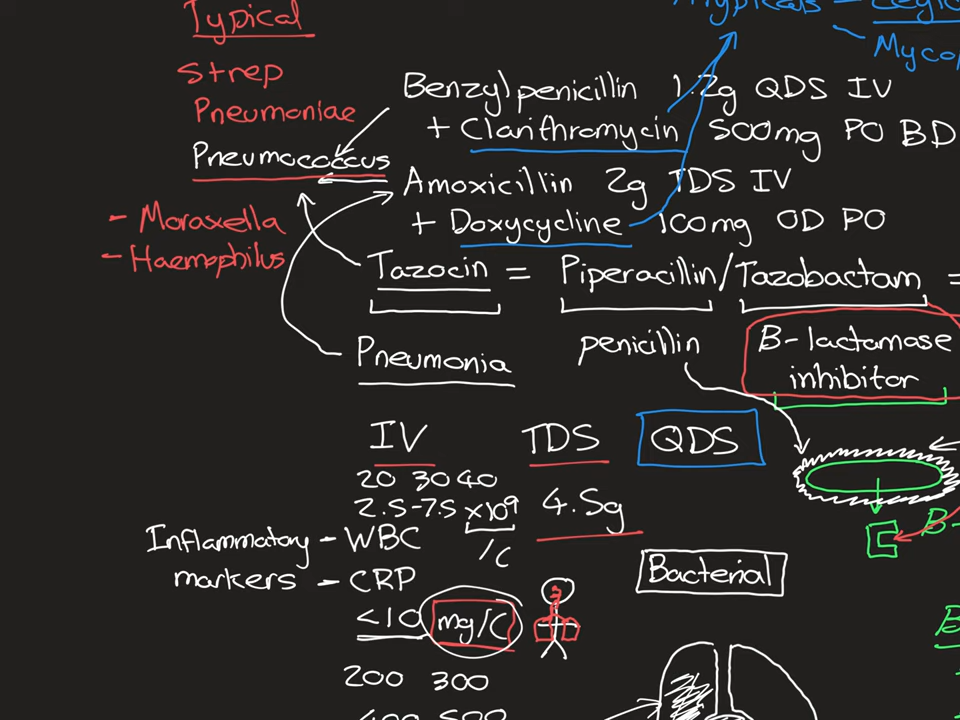 Typical
Strep
Pneumoniae
Pneumococcus
- Moraxella
- Haemophilus
Benzylpenicillin 1.2g QDS IV
+ Clarithromycin 500mg PO BD
Amoxicillin 2g TDS IV
+ Doxycycline 100mg OD PO
Tazocin = Piperacillin/Tazobactam =
penicillin
B-lactamase
inhibitor
Pneumonia
IV TDS QDS
20 30 40
2.5-7.5 x10⁹ 4.5g
/L
Inflammatory - WBC
markers - CRP
<10 mg/L
200 300
400 500
Bacterial
B-